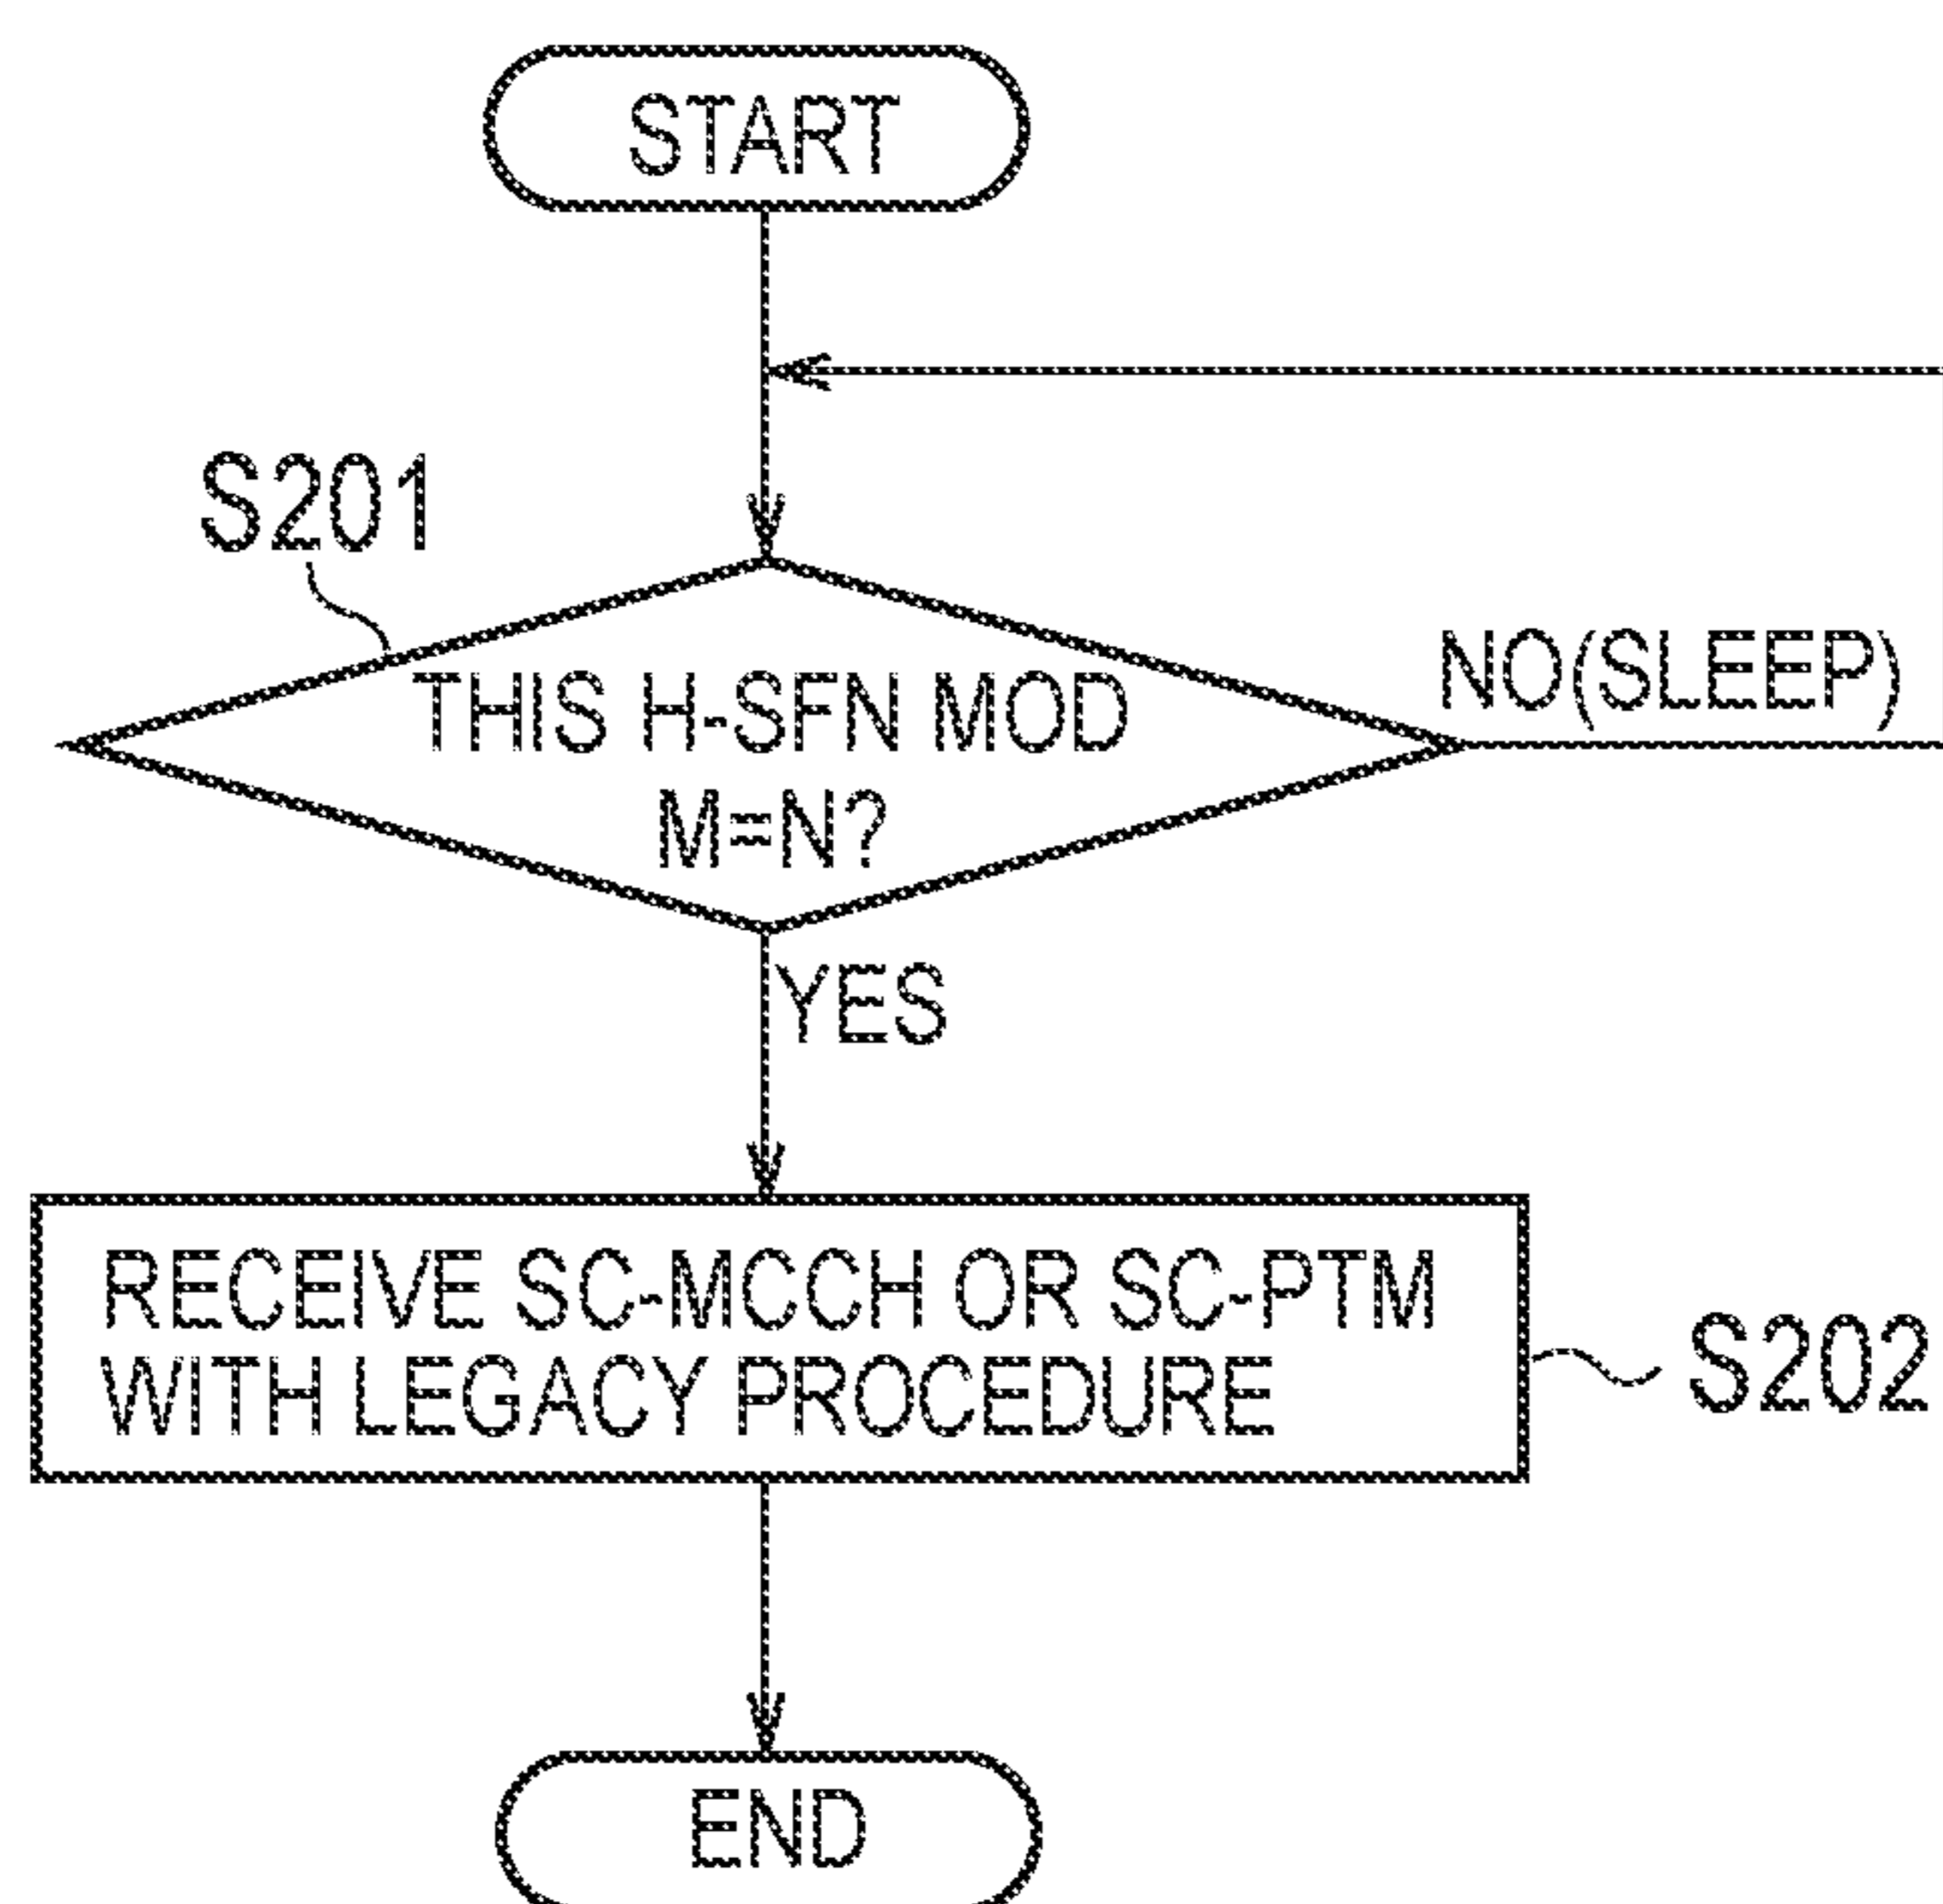 START
S201
THIS H-SFN MOD
M=N?
NO(SLEEP)
YES
RECEIVE SC-MCCH OR SC-PTM
WITH LEGACY PROCEDURE
S202
END